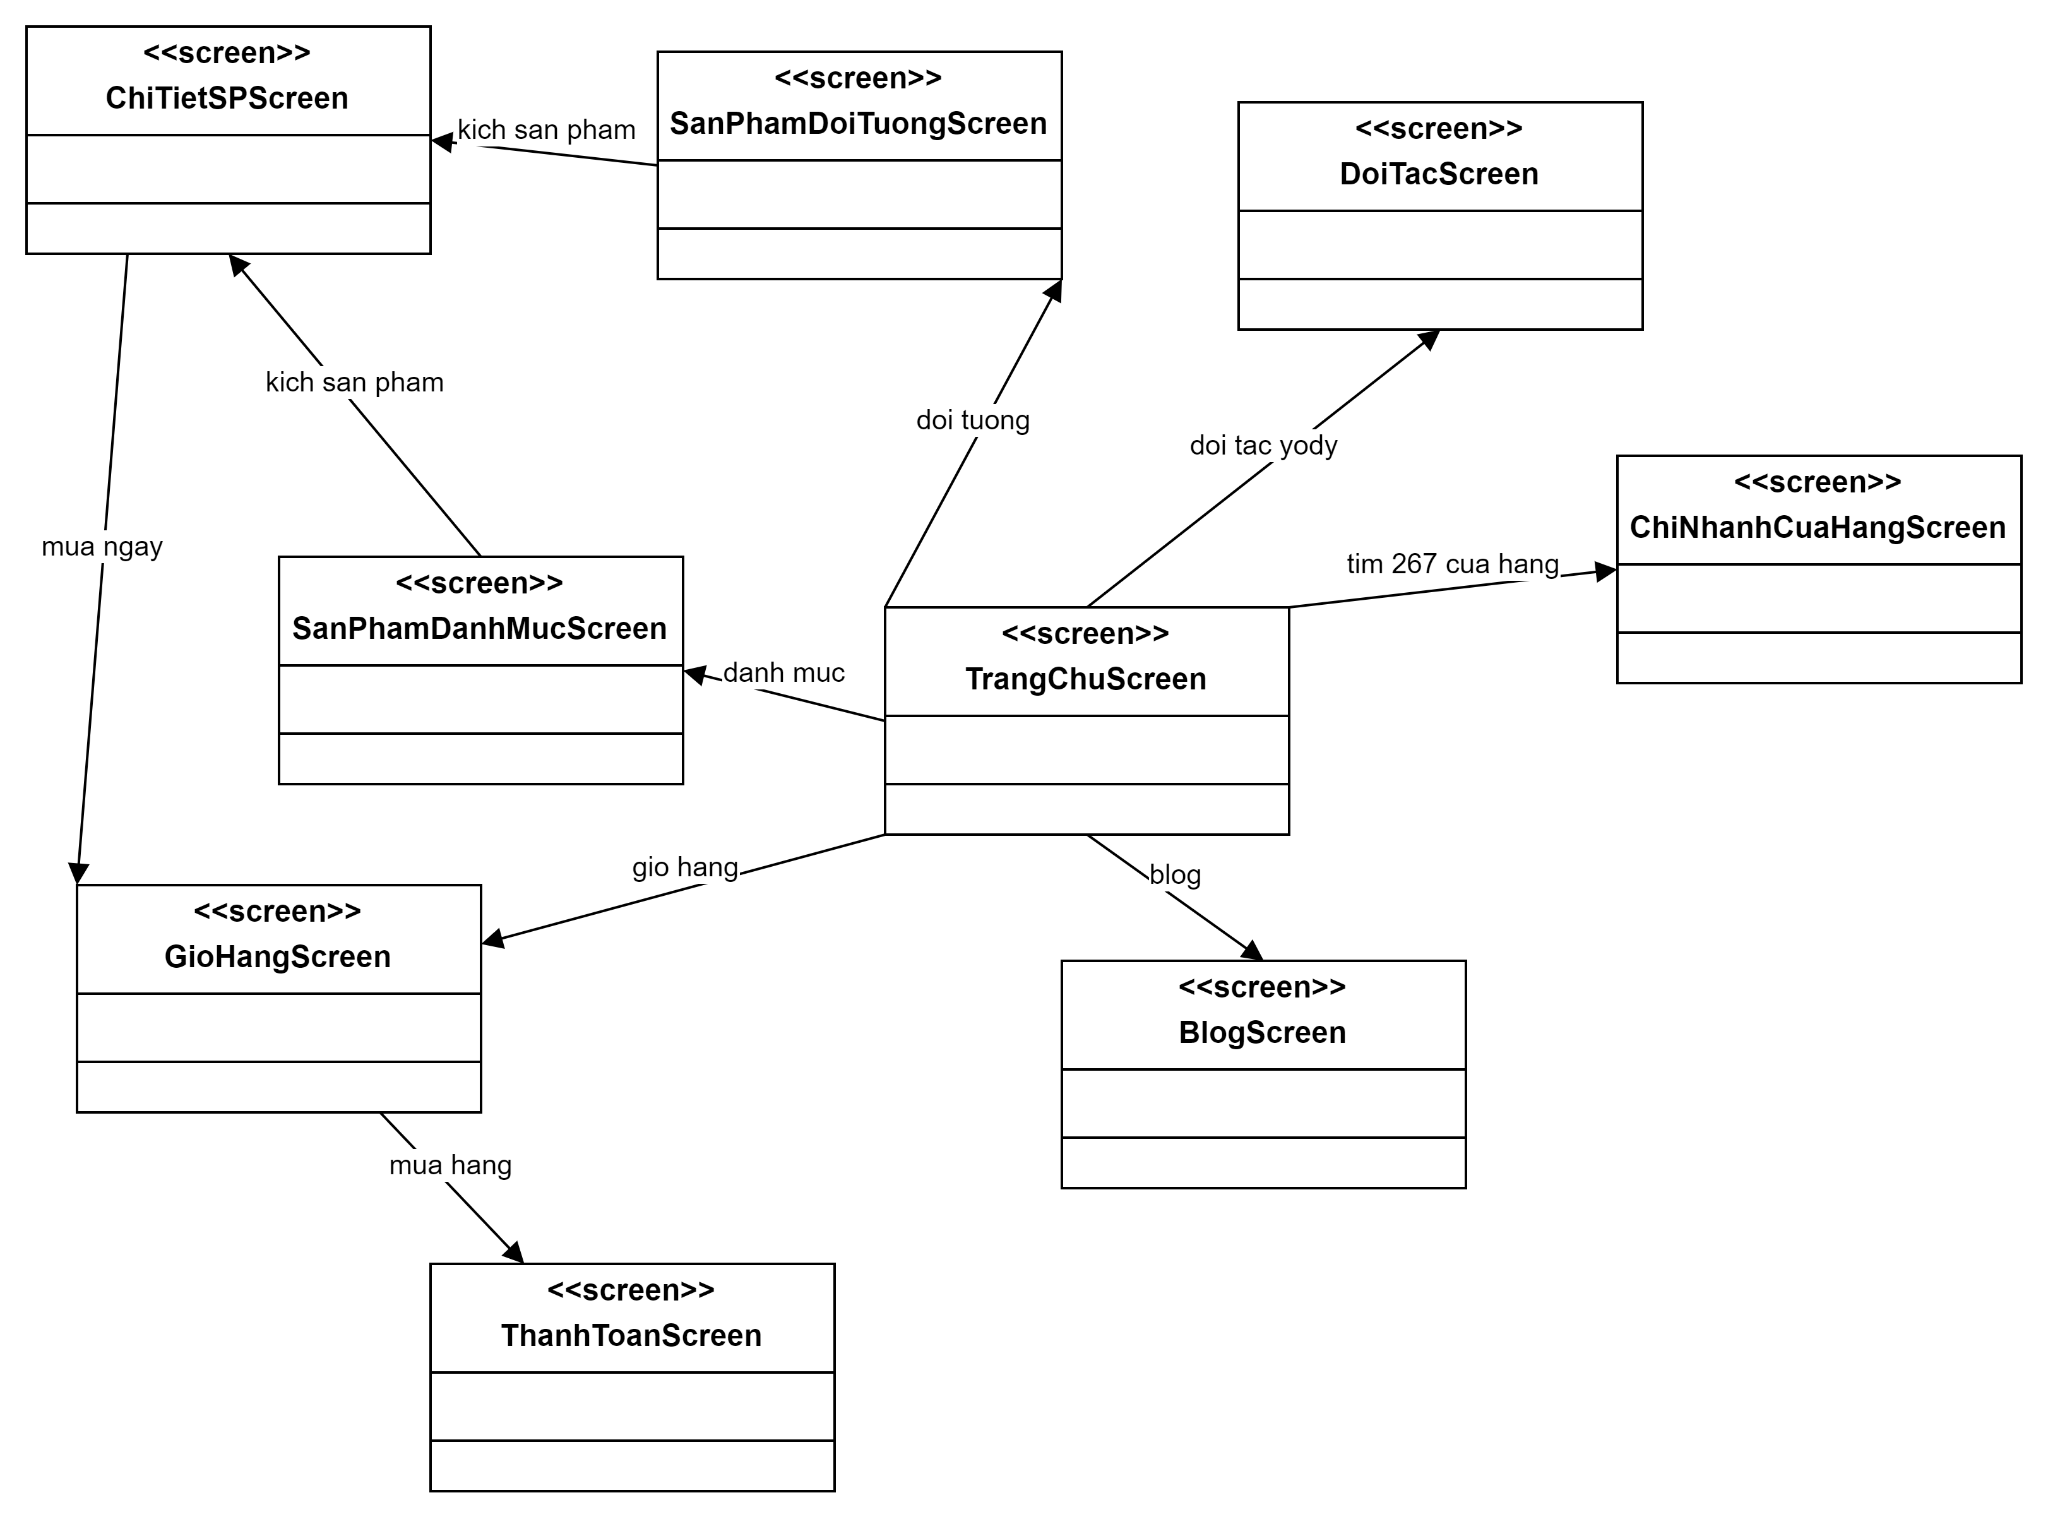 <<screen>>
ChiTietSPScreen
<<screen>>
SanPhamDoiTuongScreen
<<screen>>
DoiTacScreen
kich san pham
kich san pham
doi tuong
doi tac yody
<<screen>>
ChiNhanhCuaHangScreen
mua ngay
tim 267 cua hang
<<screen>>
SanPhamDanhMucScreen
danh muc
<<screen>>
TrangChuScreen
gio hang
blog
<<screen>>
GioHangScreen
<<screen>>
BlogScreen
mua hang
<<screen>>
ThanhToanScreen